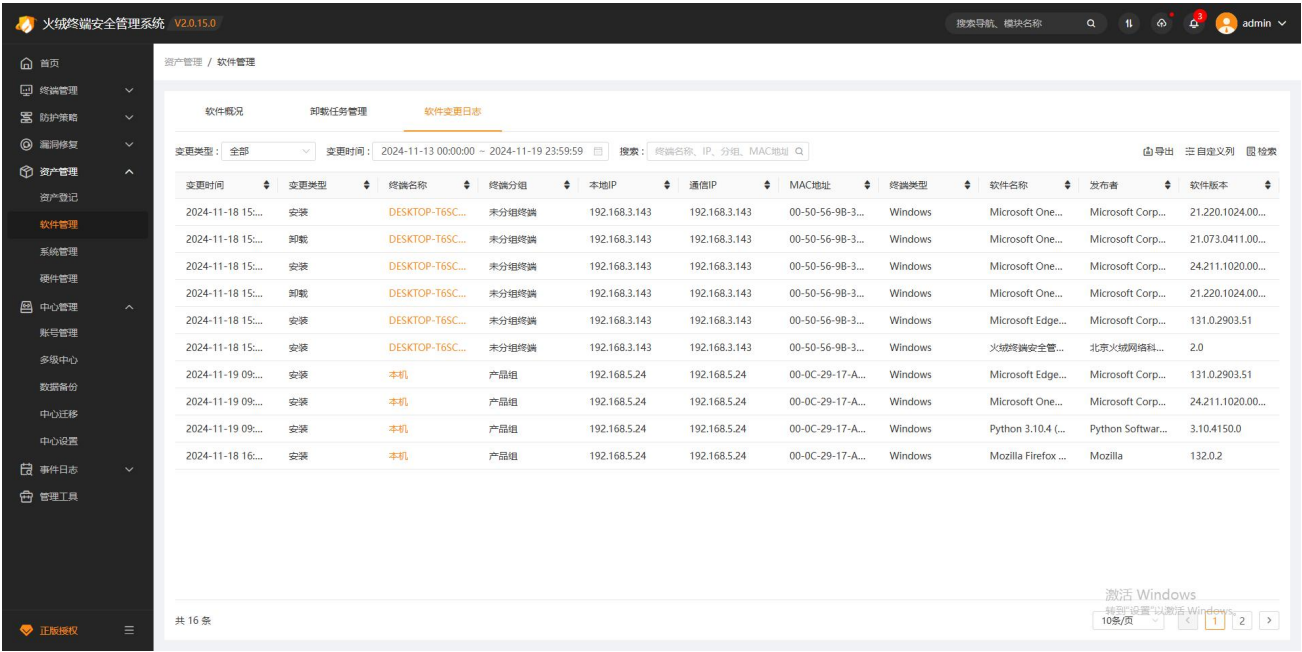 火绒终端安全管理系统 V2.0.15.0 搜索导航、模块名称 3 admin
首页
终端管理
防护策略
漏洞修复
资产管理
资产登记
软件管理
系统管理
硬件管理
中心管理
账号管理
多级中心
数据备份
中心迁移
中心设置
事件日志
管理工具
正版授权
资产管理 / 软件管理
软件概况 卸载任务管理 软件变更日志
变更类型: 全部 变更时间: 2024-11-13 00:00:00 ~ 2024-11-19 23:59:59 搜索: 终端名称、IP、分组、MAC地址 导出 自定义列 检索
变更时间 变更类型 终端名称 终端分组 本地IP 通信IP MAC地址 终端类型 软件名称 发布者 软件版本
2024-11-18 15:... 安装 DESKTOP-T6SC... 未分组终端 192.168.3.143 192.168.3.143 00-50-56-9B-3... Windows Microsoft One... Microsoft Corp... 21.220.1024.00...
2024-11-18 15:... 卸载 DESKTOP-T6SC... 未分组终端 192.168.3.143 192.168.3.143 00-50-56-9B-3... Windows Microsoft One... Microsoft Corp... 21.073.0411.00...
2024-11-18 15:... 安装 DESKTOP-T6SC... 未分组终端 192.168.3.143 192.168.3.143 00-50-56-9B-3... Windows Microsoft One... Microsoft Corp... 24.211.1020.00...
2024-11-18 15:... 卸载 DESKTOP-T6SC... 未分组终端 192.168.3.143 192.168.3.143 00-50-56-9B-3... Windows Microsoft One... Microsoft Corp... 21.220.1024.00...
2024-11-18 15:... 安装 DESKTOP-T6SC... 未分组终端 192.168.3.143 192.168.3.143 00-50-56-9B-3... Windows Microsoft Edge... Microsoft Corp... 131.0.2903.51
2024-11-18 15:... 安装 DESKTOP-T6SC... 未分组终端 192.168.3.143 192.168.3.143 00-50-56-9B-3... Windows 火绒终端安全管... 北京火绒网络科... 2.0
2024-11-19 09:... 安装 本机 产品组 192.168.5.24 192.168.5.24 00-0C-29-17-A... Windows Microsoft Edge... Microsoft Corp... 131.0.2903.51
2024-11-19 09:... 安装 本机 产品组 192.168.5.24 192.168.5.24 00-0C-29-17-A... Windows Microsoft One... Microsoft Corp... 24.211.1020.00...
2024-11-19 09:... 安装 本机 产品组 192.168.5.24 192.168.5.24 00-0C-29-17-A... Windows Python 3.10.4 (... Python Softwar... 3.10.4150.0
2024-11-18 16:... 安装 本机 产品组 192.168.5.24 192.168.5.24 00-0C-29-17-A... Windows Mozilla Firefox ... Mozilla 132.0.2
激活 Windows
转到"设置"以激活 Windows。
共 16 条 10条/页 < 1 2 >